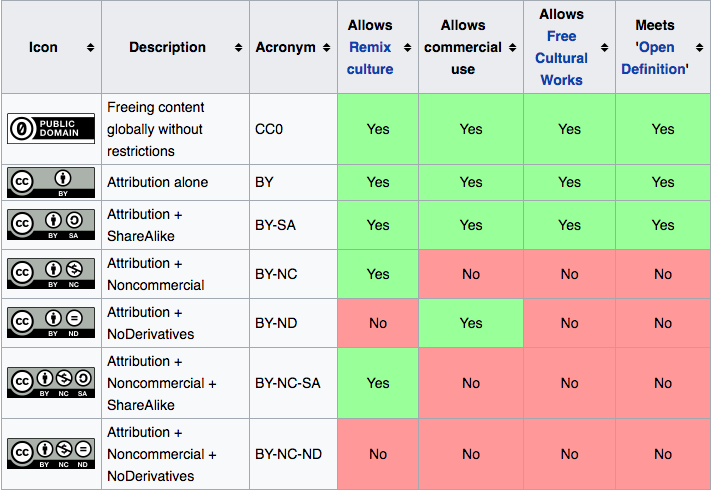 Icon
Description
Acronym
Allows
Remix
culture
Allows
commercial
use
Allows
Free
Cultural
Works
Meets
'Open
Definition'
PUBLIC
DOMAIN
Freeing content
globally without
restrictions
CC0
Yes
Yes
Yes
Yes
cc
BY
Attribution alone
BY
Yes
Yes
Yes
Yes
cc
BY SA
Attribution +
ShareAlike
BY-SA
Yes
Yes
Yes
Yes
cc
BY NC
Attribution +
Noncommercial
BY-NC
Yes
No
No
No
cc
BY ND
Attribution +
NoDerivatives
BY-ND
No
Yes
No
No
cc
BY NC SA
Attribution +
Noncommercial +
ShareAlike
BY-NC-SA
Yes
No
No
No
cc
BY NC ND
Attribution +
Noncommercial +
NoDerivatives
BY-NC-ND
No
No
No
No